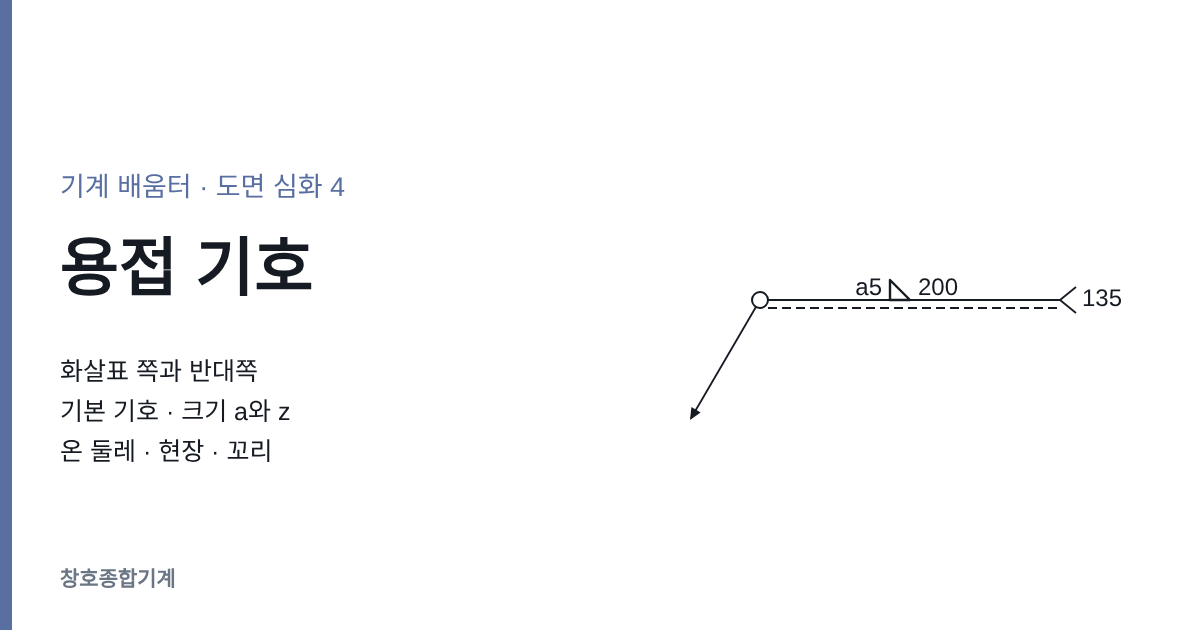 기계 배움터 · 도면 심화 4
용접 기호
화살표 쪽과 반대쪽
기본 기호 · 크기 a와 z
온 둘레 · 현장 · 꼬리
창호종합기계
a5 200
135